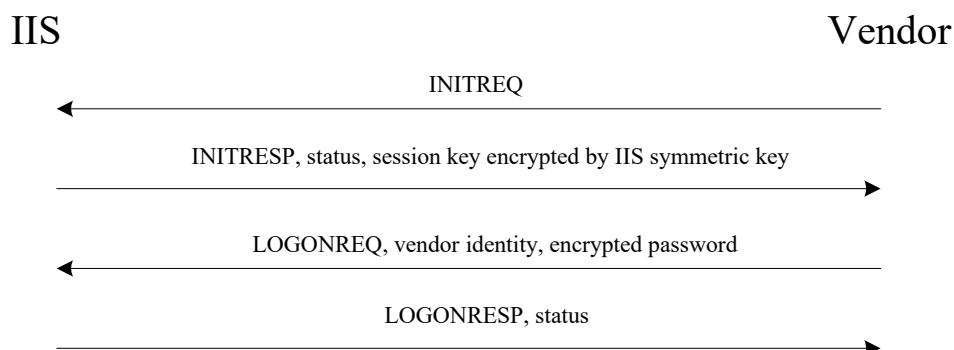 IIS Vendor
INITREQ
INITRESP, status, session key encrypted by IIS symmetric key
LOGONREQ, vendor identity, encrypted password
LOGONRESP, status